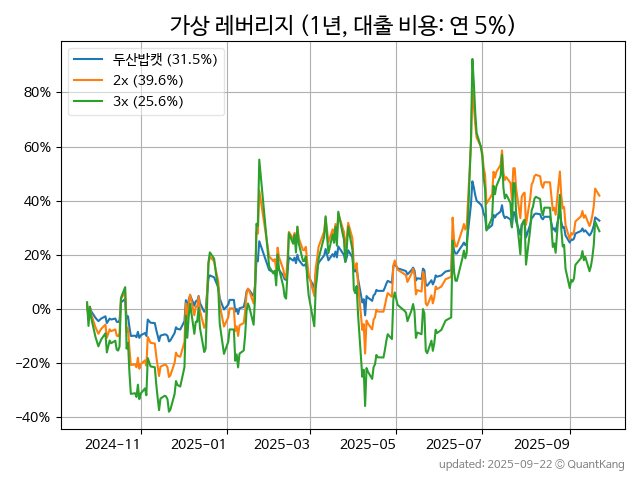 가상 레버리지 (1년, 대출 비용: 연 5%)
두산밥캣 (31.5%)
2x (39.6%)
3x (25.6%)
80%
60%
40%
20%
0%
−20%
−40%
2024-11
2025-01
2025-03
2025-05
2025-07
2025-09
updated: 2025-09-22 © QuantKang